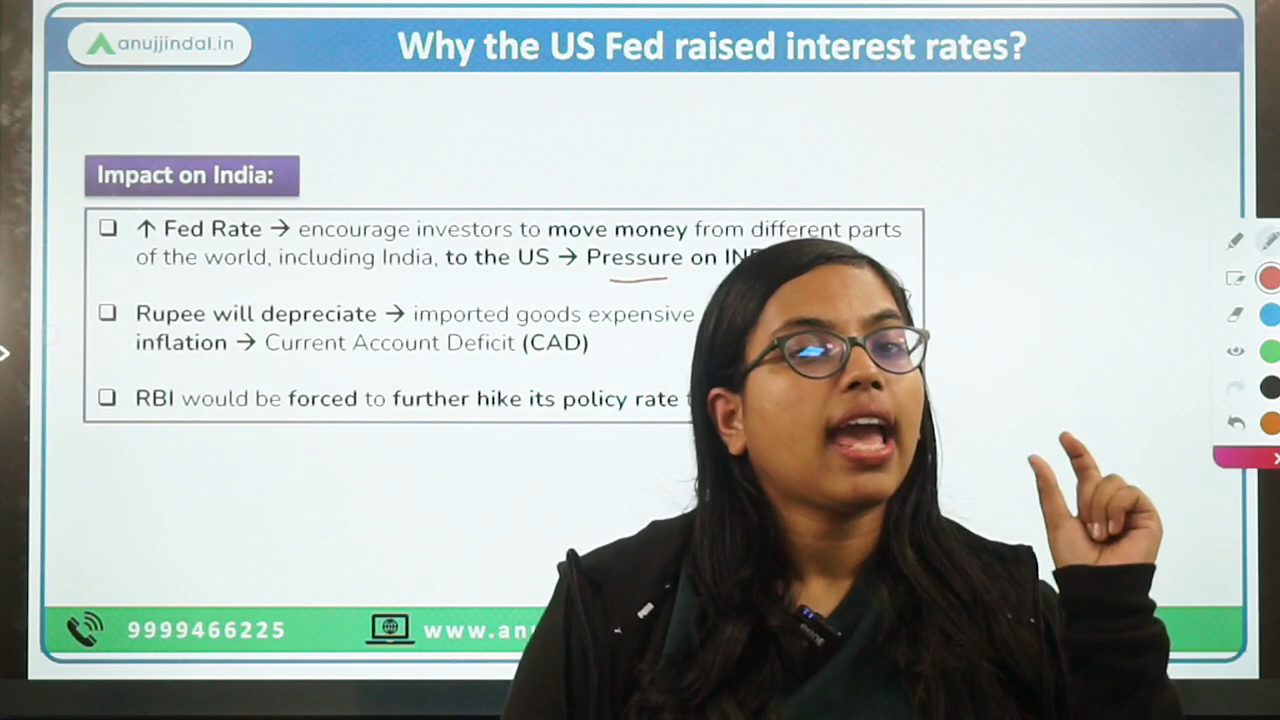 anujjindal.in
Why the US Fed raised interest rates?
Impact on India:
↑ Fed Rate → encourage investors to move money from different parts
of the world, including India, to the US → Pressure on
Rupee will depreciate → imported goods expensive
inflation → Current Account Deficit (CAD)
RBI would be forced to further hike its policy rate
9999466225